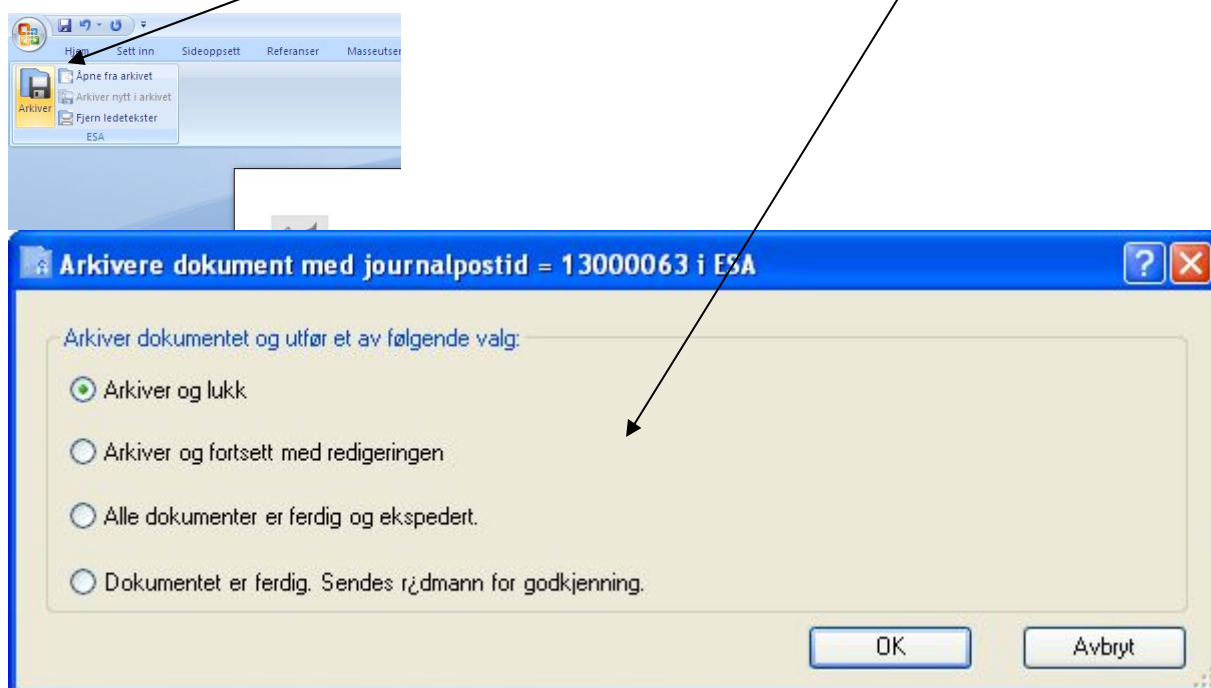 Hjem Sett inn Sideoppsett Referanser Masseutser
Åpne fra arkivet
Arkiver nytt i arkivet
Arkiver
Fjern ledetekster
ESA
Arkivere dokument med journalpostid = 13000063 i ESA
Arkiver dokumentet og utfør et av følgende valg:
Arkiver og lukk
Arkiver og fortsett med redigeringen
Alle dokumenter er ferdig og ekspedert.
Dokumentet er ferdig. Sendes r¿dmann for godkjenning.
OK Avbryt